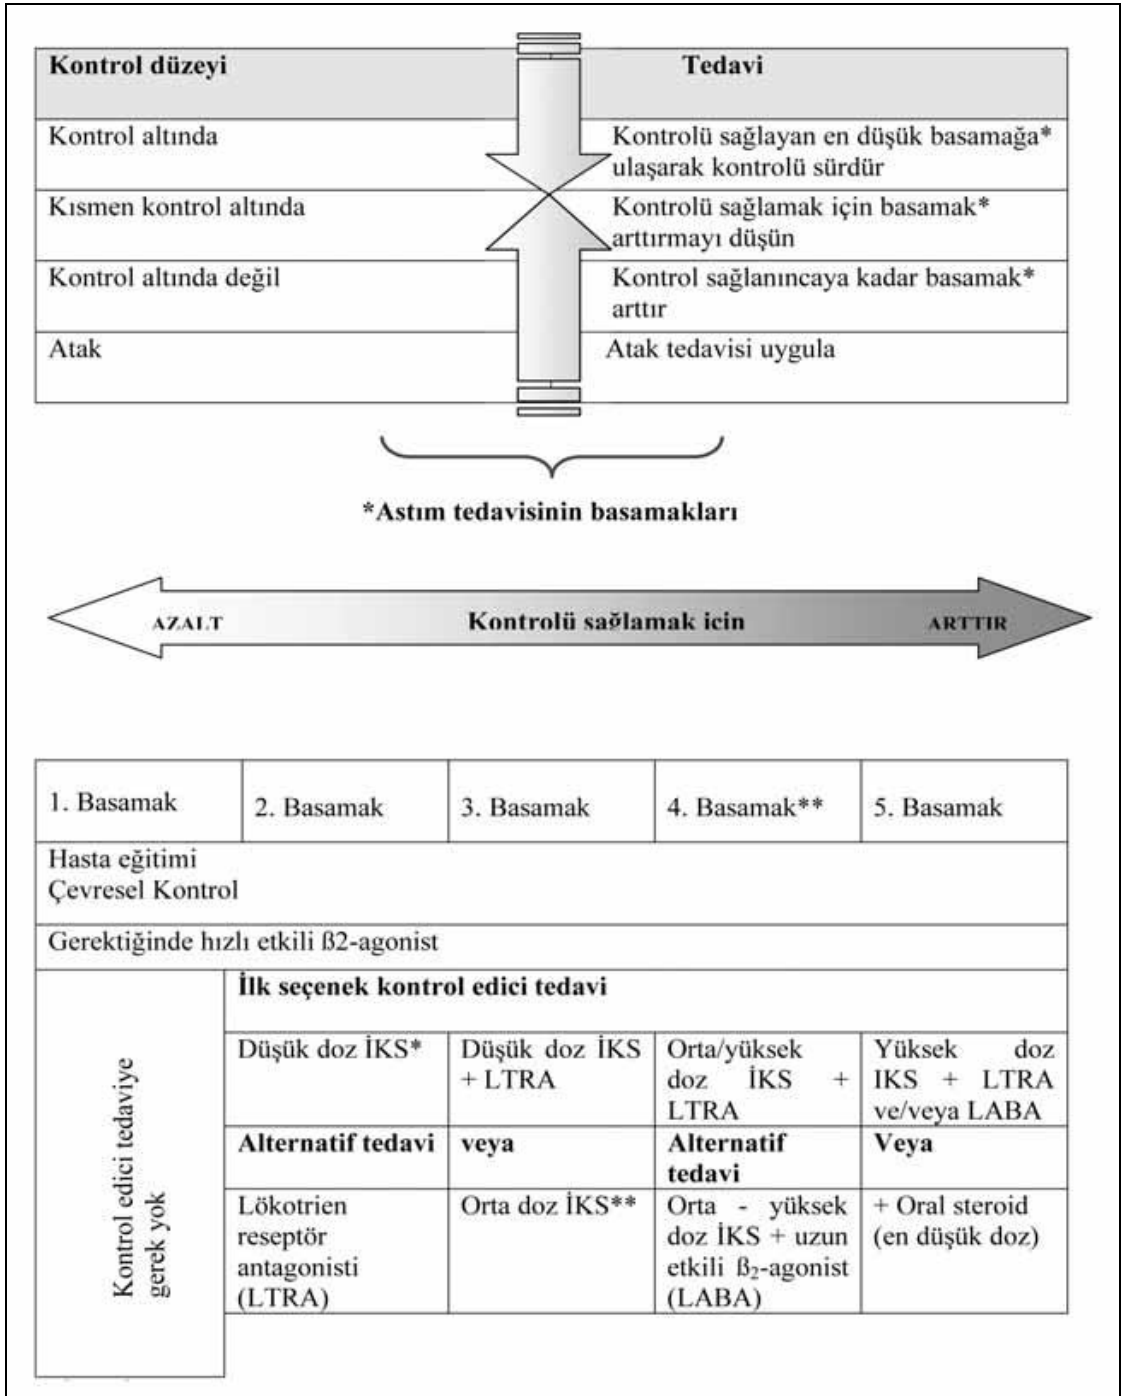 Kontrol düzeyi
Tedavi
Kontrol altında
Kontrolü sağlayan en düşük basamağa*
ulaşarak kontrolü sürdür
Kısmen kontrol altında
Kontrolü sağlamak için basamak*
arttırmayı düşün
Kontrol altında değil
Kontrol sağlanıncaya kadar basamak*
arttır
Atak
Atak tedavisi uygula
*Astım tedavisinin basamakları
AZALT
Kontrolü sağlamak icin
ARTTIR
1. Basamak
2. Basamak
3. Basamak
4. Basamak**
5. Basamak
Hasta eğitimi
Çevresel Kontrol
Gerektiğinde hızlı etkili ß2-agonist
Kontrol edici tedaviye
gerek yok
İlk seçenek kontrol edici tedavi
Düşük doz İKS*
Düşük doz İKS
+ LTRA
Orta/yüksek
doz İKS +
LTRA
Yüksek doz
IKS + LTRA
ve/veya LABA
Alternatif tedavi
veya
Alternatif
tedavi
Veya
Lökotrien
reseptör
antagonisti
(LTRA)
Orta doz İKS**
Orta - yüksek
doz İKS + uzun
etkili ß₂-agonist
(LABA)
+ Oral steroid
(en düşük doz)